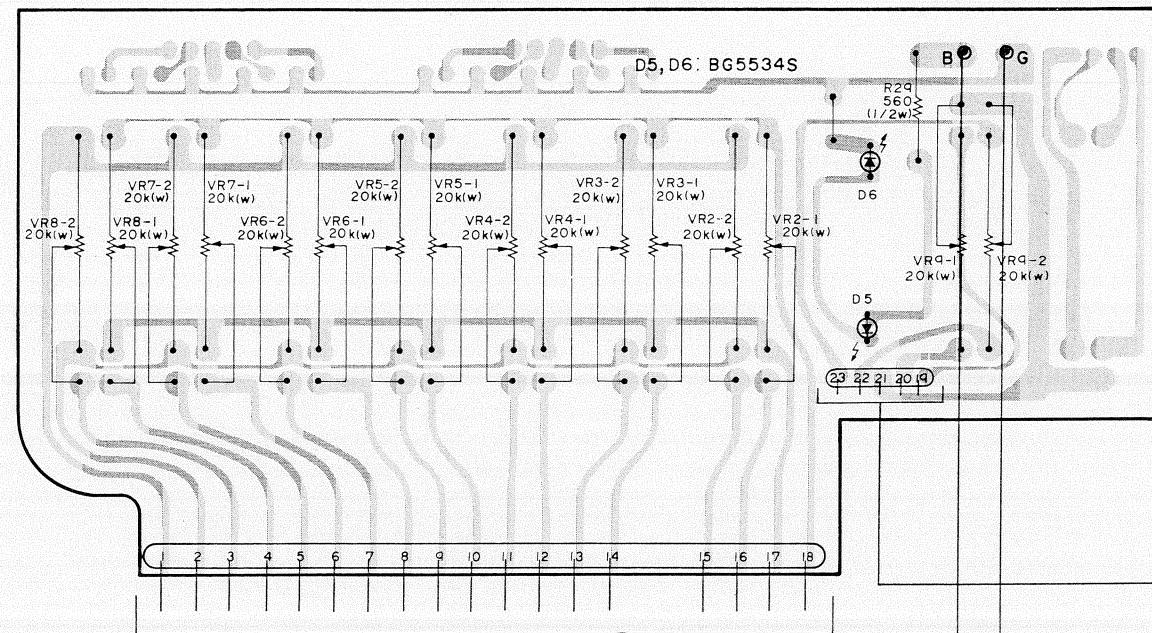 D5, D6: BG5534S
B
G
R29
560
(1/2W)
D6
VR7-2
20k(w)
VR7-1
20k(w)
VR5-2
20k(w)
VR5-1
20k(w)
VR3-2
20k(w)
VR3-1
20k(w)
VR8-2
20k(w)
VR8-1
20k(w)
VR6-2
20k(w)
VR6-1
20k(w)
VR4-2
20k(w)
VR4-1
20k(w)
VR2-2
20k(w)
VR2-1
20k(w)
VR9-1
20k(w)
VR9-2
20k(w)
D5
23 22 21 20 19
1 2 3 4 5 6 7 8 9 10 11 12 13 14 15 16 17 18